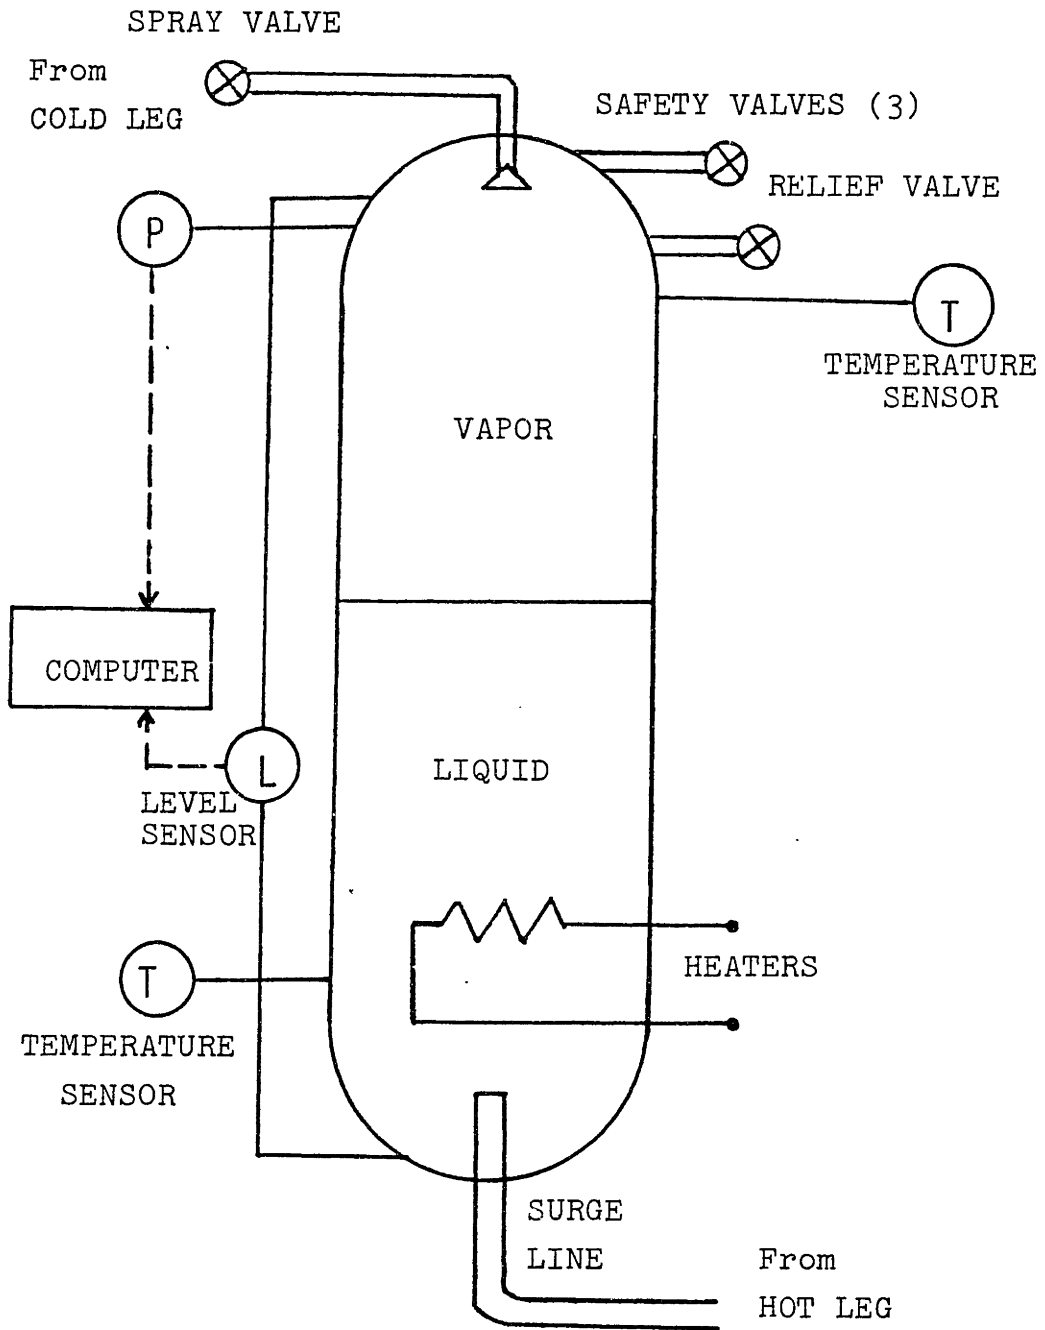 SPRAY VALVE
From
COLD LEG
SAFETY VALVES (3)
RELIEF VALVE
P
T
TEMPERATURE
SENSOR
VAPOR
COMPUTER
L
LEVEL
SENSOR
LIQUID
T
TEMPERATURE
SENSOR
HEATERS
SURGE
LINE
From
HOT LEG